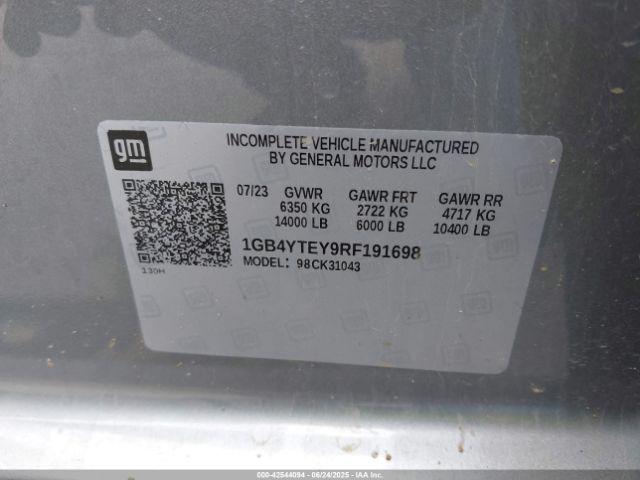 gm
INCOMPLETE VEHICLE MANUFACTURED
BY GENERAL MOTORS LLC
07/23 GVWR GAWR FRT GAWR RR
6350 KG 2722 KG 4717 KG
14000 LB 6000 LB 10400 LB
1GB4YTEY9RF191698
MODEL: 98CK31043
130H
000-42544094 * 06/24/2025 - IAA